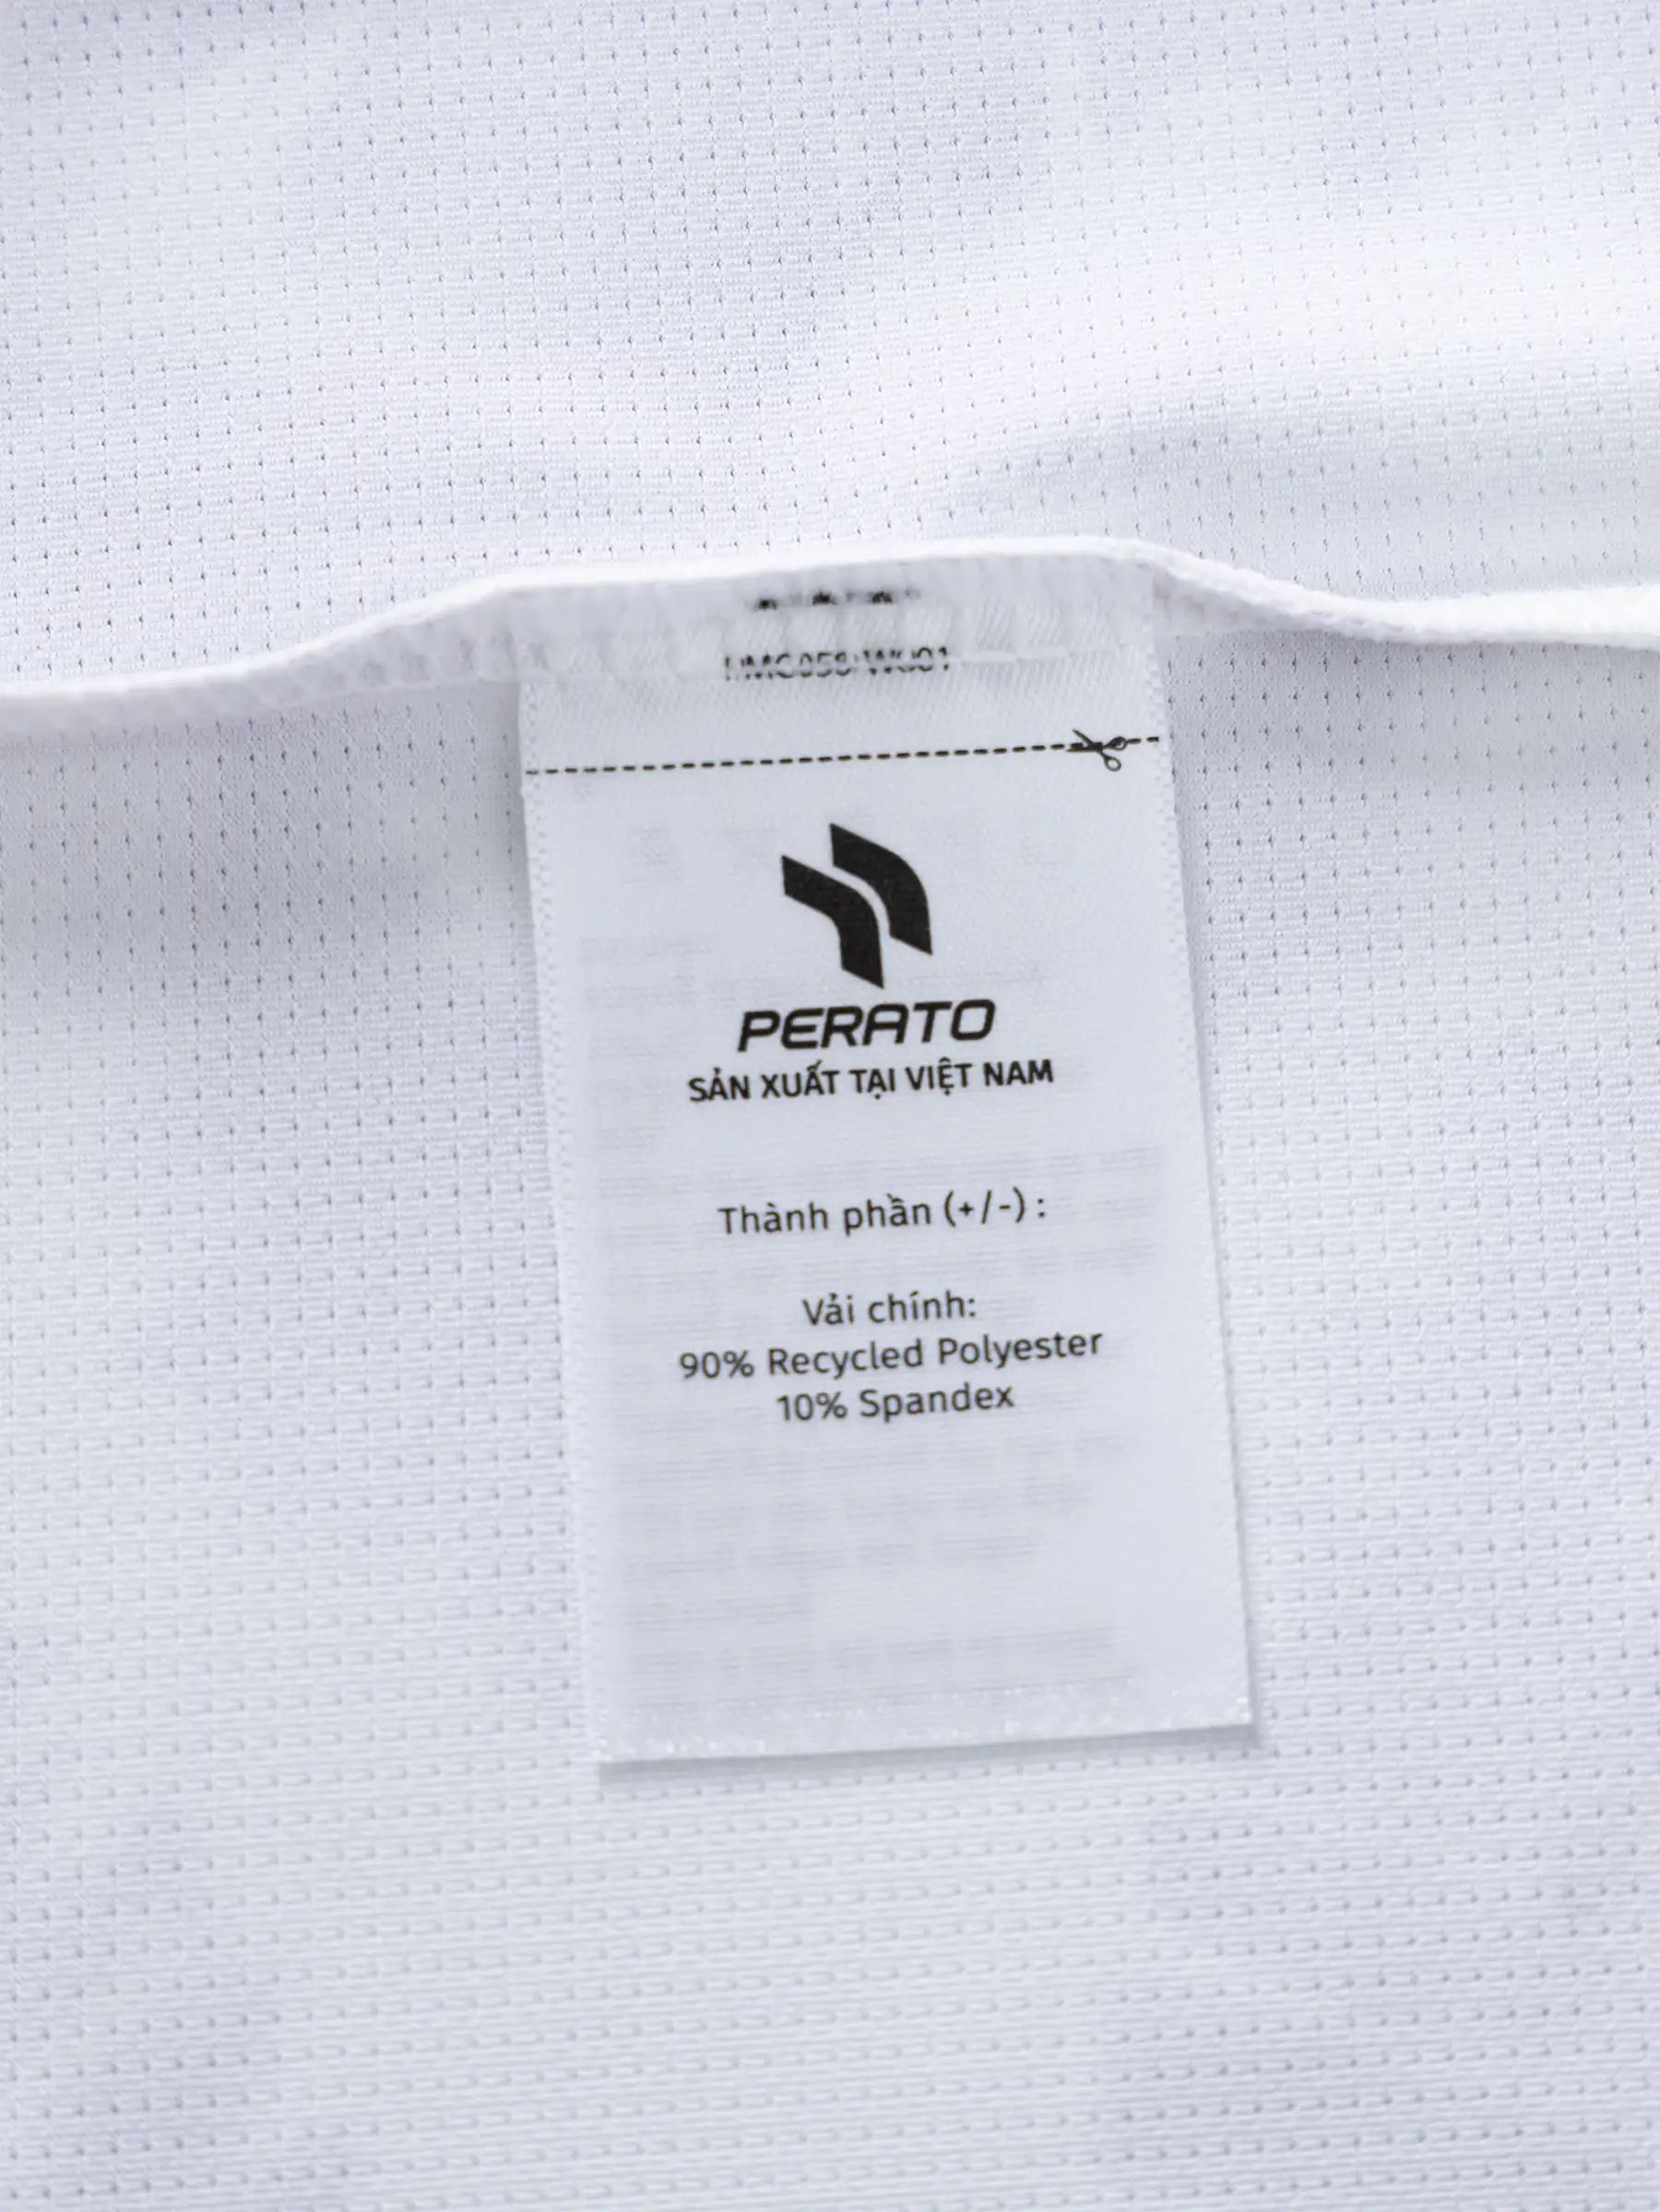 PERATO
SẢN XUẤT TẠI VIỆT NAM
Thành phần (+/-) :
Vải chính:
90% Recycled Polyester
10% Spandex